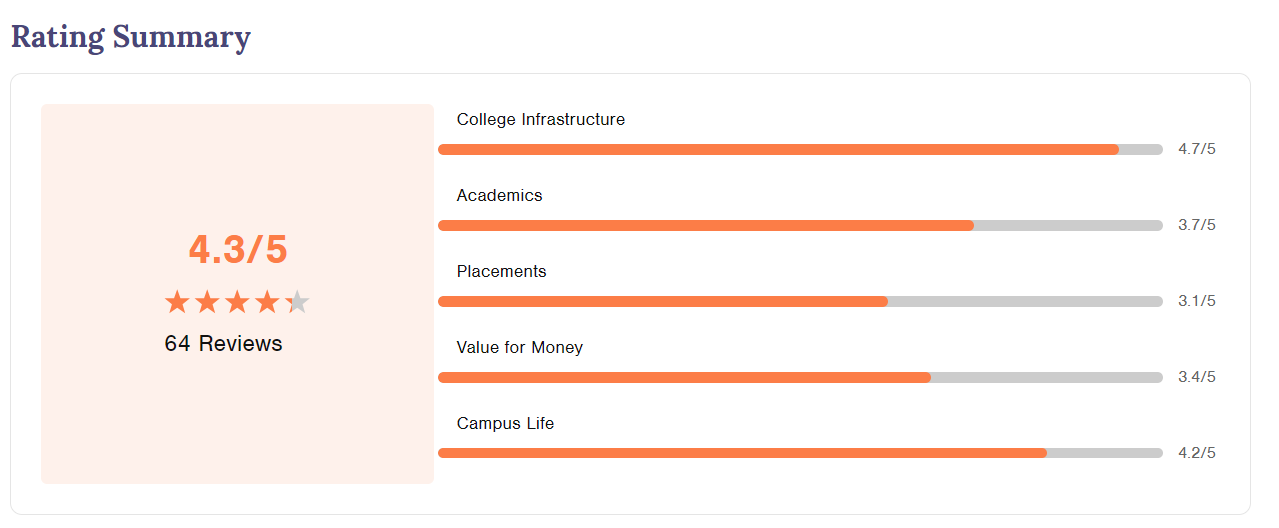 Rating Summary
4.3/5
64 Reviews
College Infrastructure
4.7/5
Academics
3.7/5
Placements
3.1/5
Value for Money
3.4/5
Campus Life
4.2/5